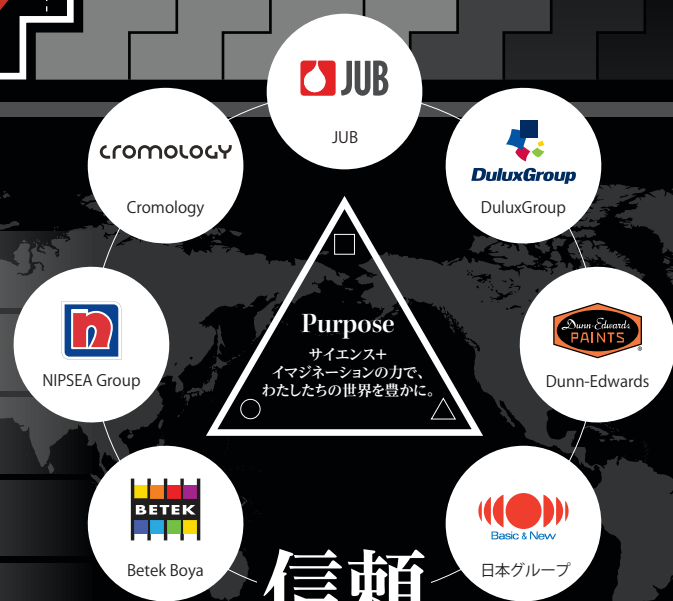 JUB
JUB
cromology
Cromology
DuluxGroup
DuluxGroup
Purpose
サイエンス+
イマジネーションの力で、
わたしたちの世界を豊かに。
n
NIPSEA Group
Dunn-Edwards
PAINTS
®
Dunn-Edwards
BETEK
Betek Boya
Basic & New
日本グループ
信頼